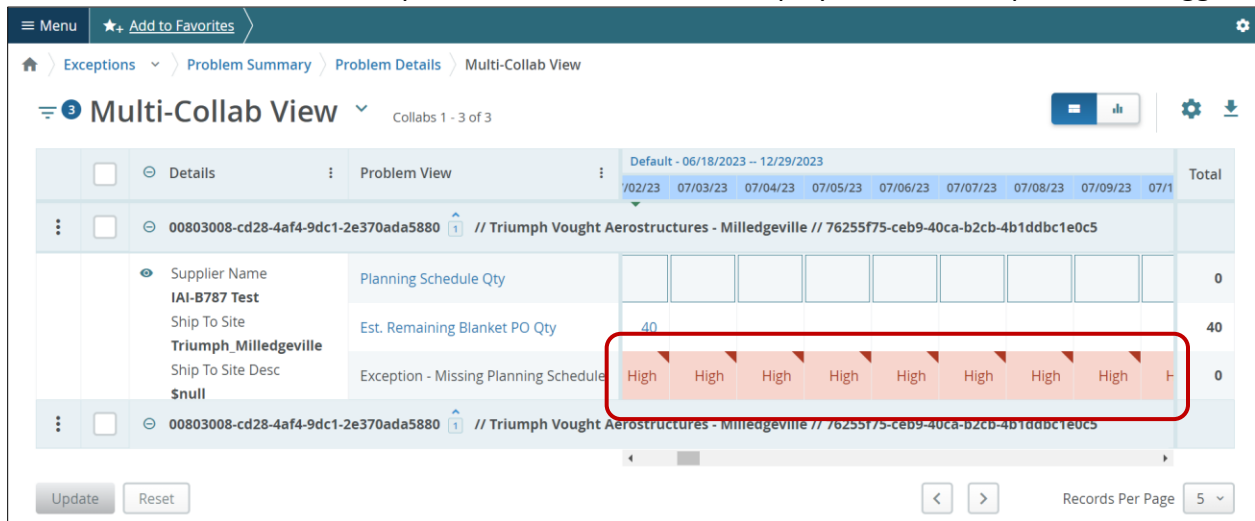 Menu Add to Favorites
Exceptions Problem Summary Problem Details Multi-Collab View
3 Multi-Collab View Collabs 1 - 3 of 3
Details Problem View Default - 06/18/2023 -- 12/29/2023 Total
/02/23 07/03/23 07/04/23 07/05/23 07/06/23 07/07/23 07/08/23 07/09/23 07/1
00803008-cd28-4af4-9dc1-2e370ada5880 1 // Triumph Vought Aerostructures - Milledgeville // 76255f75-ceb9-40ca-b2cb-4b1ddbc1e0c5
Supplier Name
IAI-B787 Test
Planning Schedule Qty 0
Ship To Site
Triumph_Milledgeville
Est. Remaining Blanket PO Qty 40 40
Ship To Site Desc
$null
Exception - Missing Planning Schedule High High High High High High High High H 0
00803008-cd28-4af4-9dc1-2e370ada5880 1 // Triumph Vought Aerostructures - Milledgeville // 76255f75-ceb9-40ca-b2cb-4b1ddbc1e0c5
Update Reset Records Per Page 5